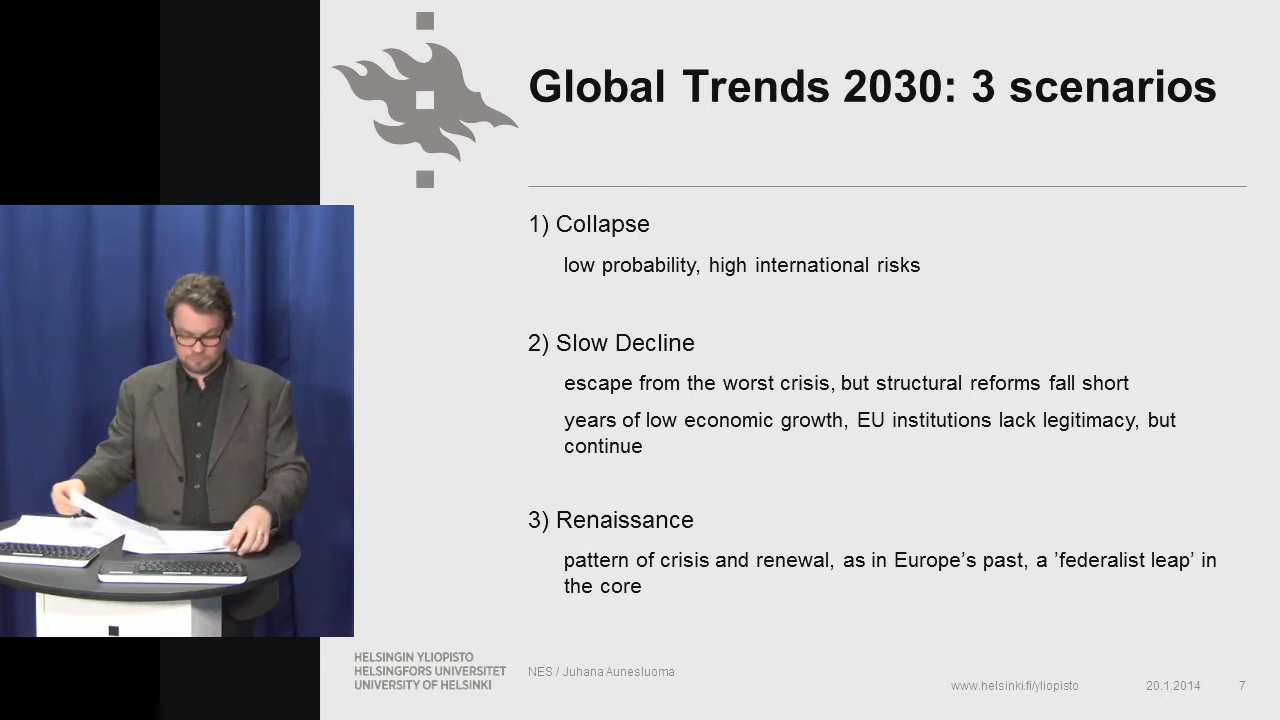 Global Trends 2030: 3 scenarios
1) Collapse
low probability, high international risks
2) Slow Decline
escape from the worst crisis, but structural reforms fall short
years of low economic growth, EU institutions lack legitimacy, but
continue
3) Renaissance
pattern of crisis and renewal, as in Europe’s past, a ’federalist leap’ in
the core
HELSINGIN YLIOPISTO
HELSINGFORS UNIVERSITET
UNIVERSITY OF HELSINKI
NES / Juhana Aunesluoma
www.helsinki.fi/yliopisto
20.1.2014
7